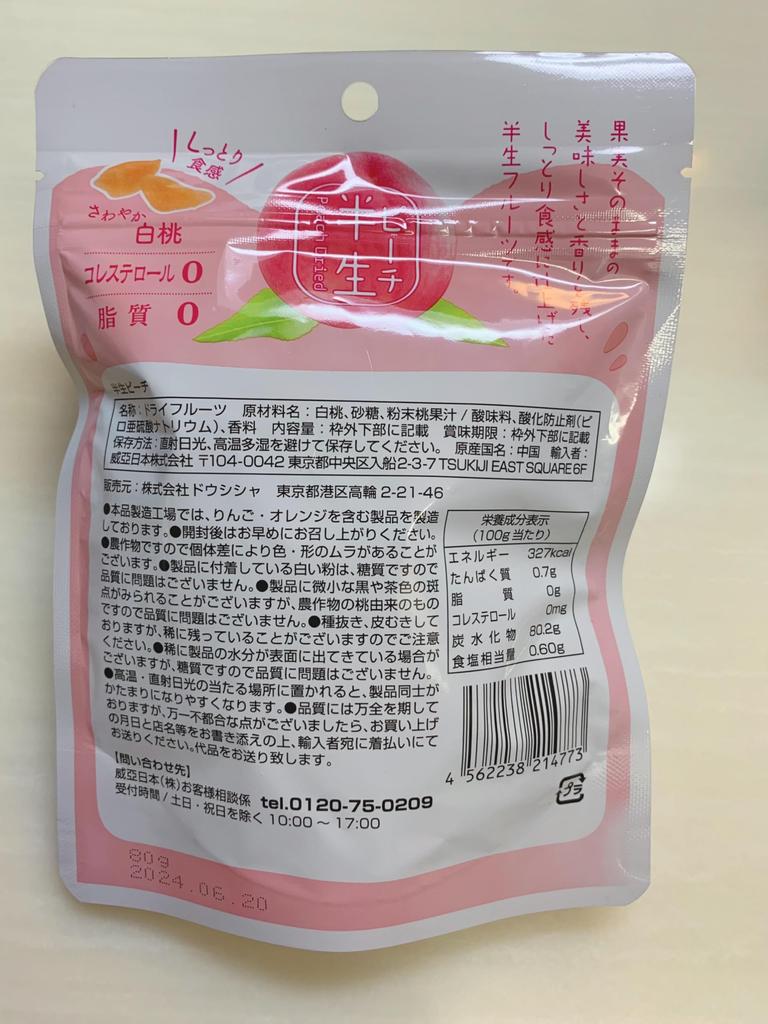 しっとり
食感
さわやか
白桃
コレステロール 0
脂質 0
ピーチ
半生
Peach Dried
果実そのままの
美味しさと香りを残し、
しっとり食感に仕上げた
半生フルーツです。
半生ピーチ
名称：ドライフルーツ 原材料名：白桃、砂糖、粉末桃果汁 / 酸味料、酸化防止剤(ピ
ロ亜硫酸ナトリウム)、香料 内容量：枠外下部に記載 賞味期限：枠外下部に記載
保存方法：直射日光、高温多湿を避けて保存してください。 原産国名：中国 輸入者：
威亞日本株式会社 〒104-0042 東京都中央区入船2-3-7 TSUKIJI EAST SQUARE 6F
販売元：株式会社ドウシシャ 東京都港区高輪 2-21-46
●本品製造工場では、りんご・オレンジを含む製品を製造
しております。●開封後はお早めにお召し上がりください。
●農作物ですので個体差により色・形のムラがあることが
ございます。●製品に付着している白い粉は、糖質ですので
品質に問題はございません。●製品に微小な黒や茶色の斑
点がみられることがございますが、農作物の桃由来のもの
ですので品質に問題はございません。●種抜き、皮むきして
おりますが、稀に残っていることがございますのでご注意
ください。●稀に製品の水分が表面に出てきている場合が
ございますが、糖質ですので品質に問題はございません。
●高温・直射日光の当たる場所に置かれると、製品同士が
かたまりになりやすくなります。●品質には万全を期して
おりますが、万一不都合な点がございましたら、お買い上げ
の月日と店名等をお書き添えの上、輸入者宛に着払いにて
お送りください。代品をお送り致します。
【問い合わせ先】
威亞日本(株)お客様相談係 tel.0120-75-0209
受付時間 / 土日・祝日を除く 10:00〜17:00
栄養成分表示
(100g当たり)
エネルギー 327kcal
たんぱく質 0.7g
脂質 0g
コレステロール 0mg
炭水化物 80.2g
食塩相当量 0.60g
4 562238 214773
プラ
80g
2024.06.20